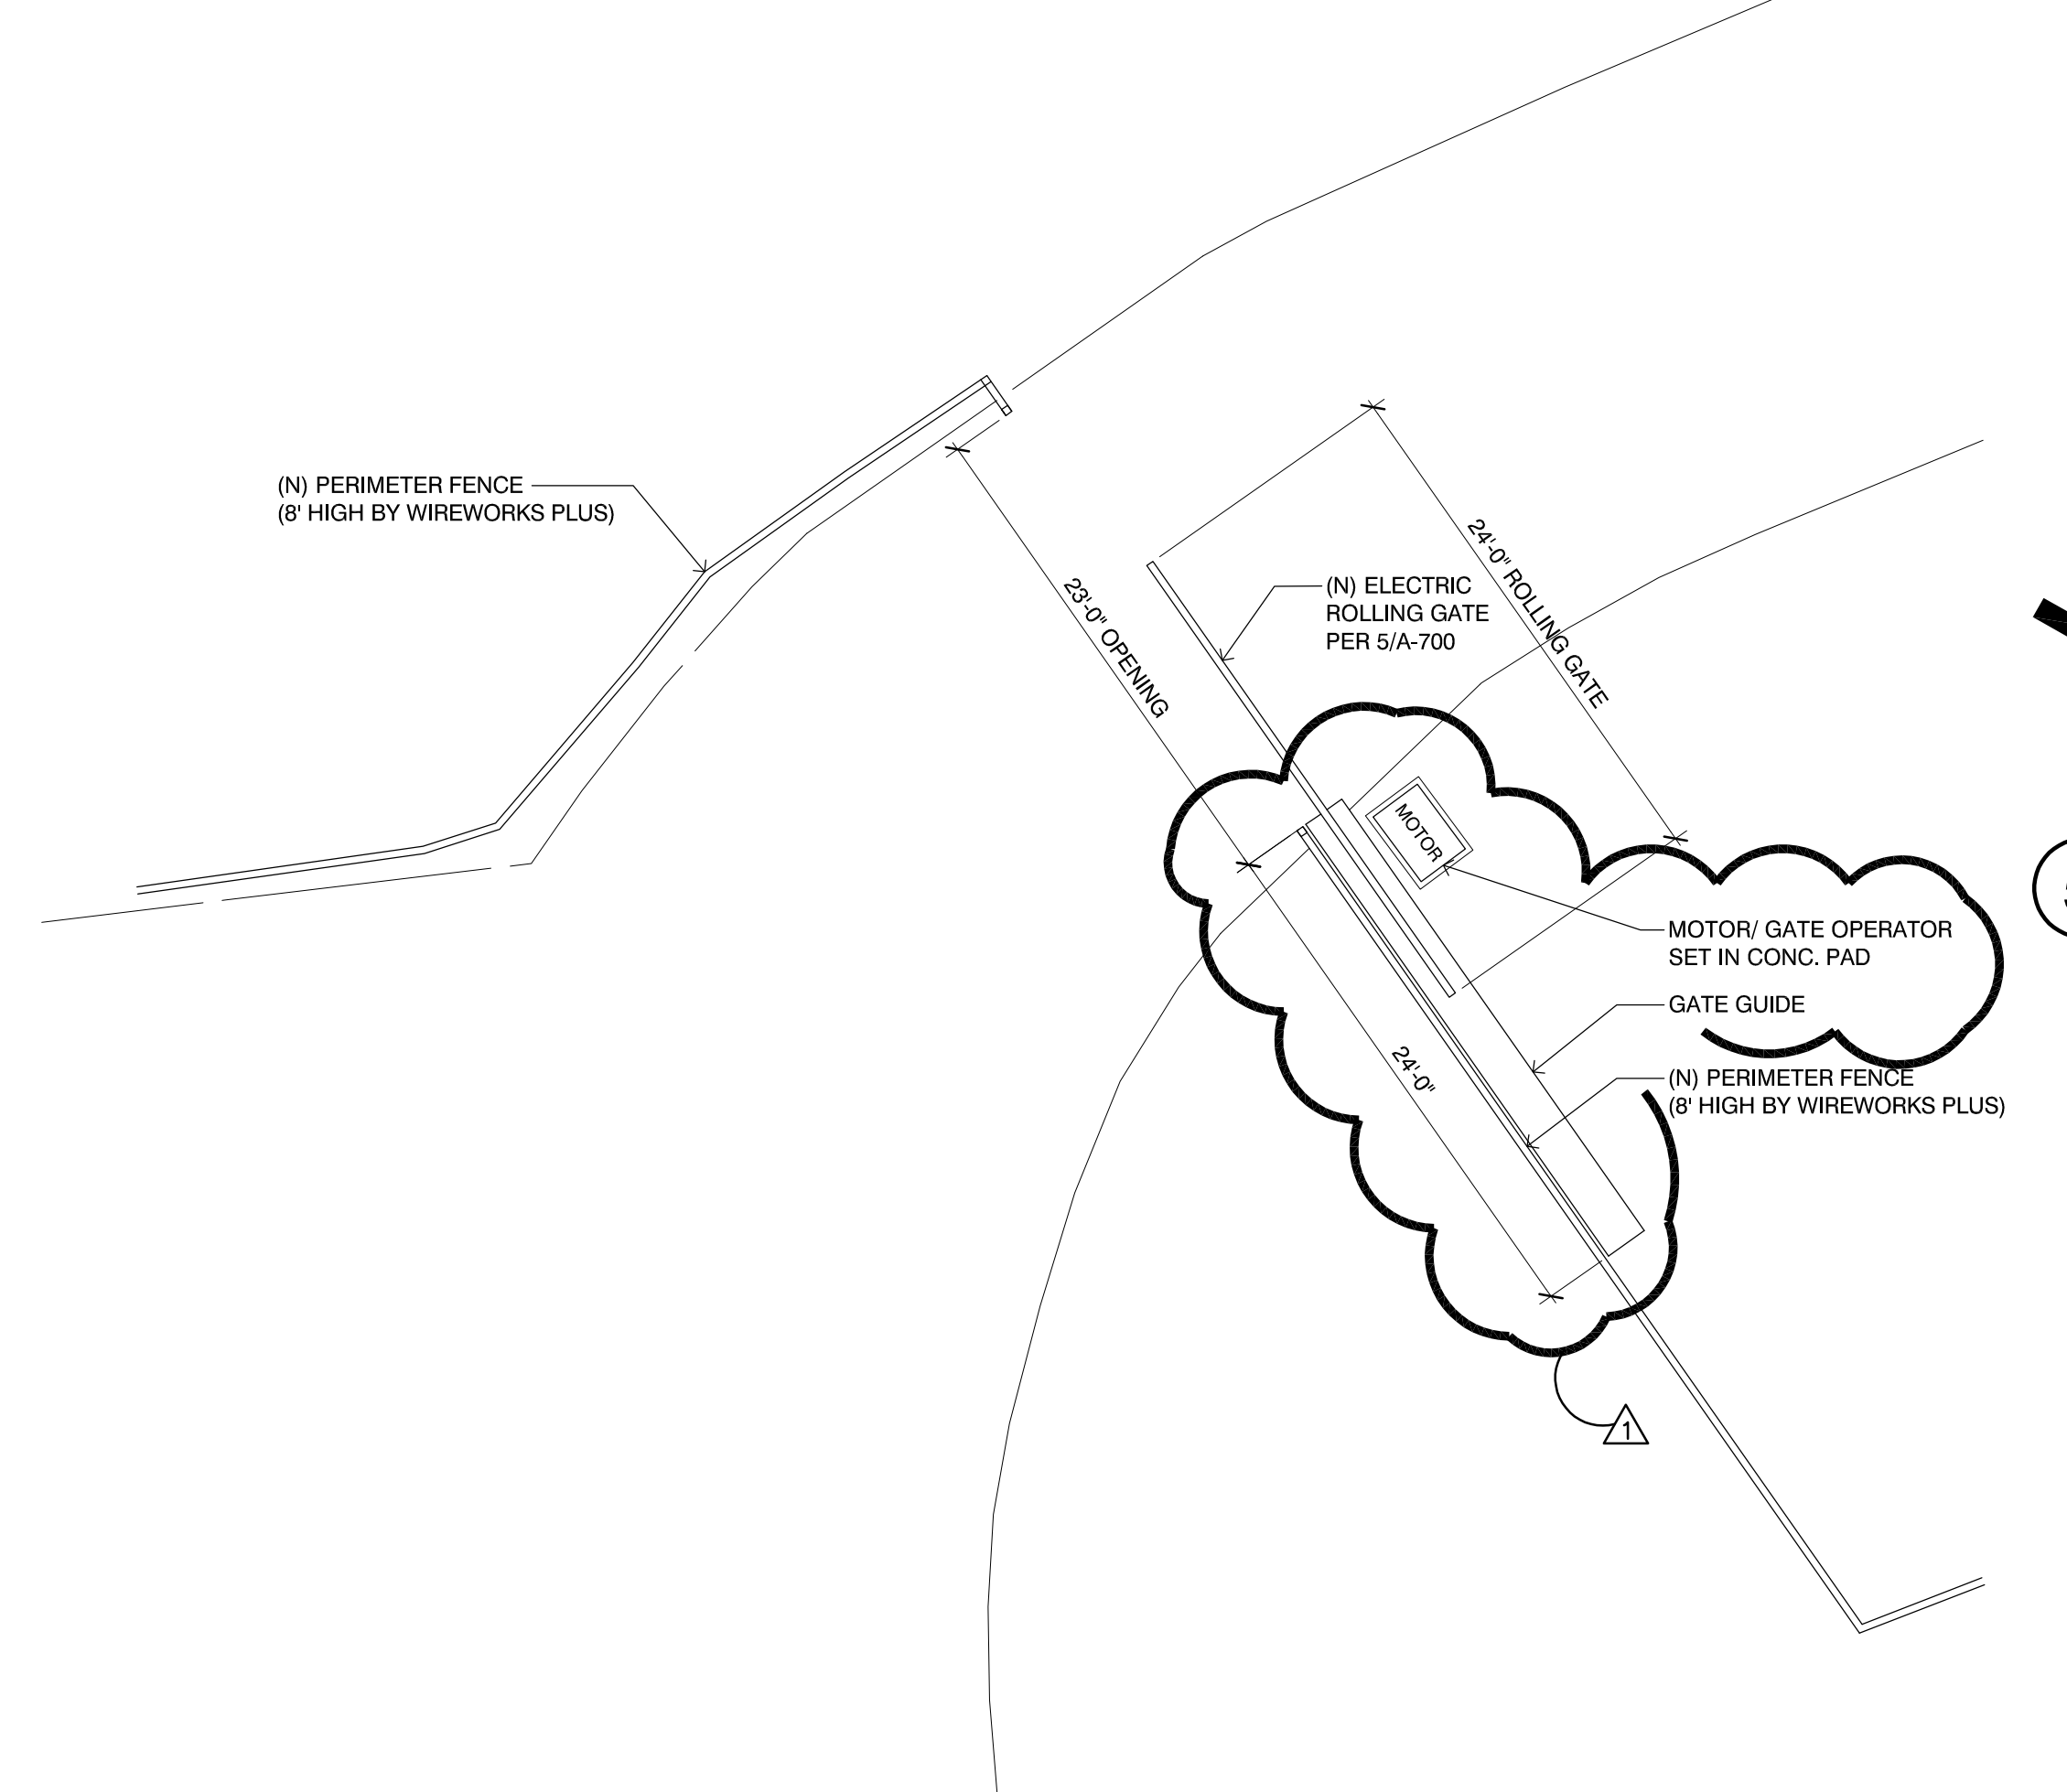 (N) PERIMETER FENCE
(8' HIGH BY WIREWORKS PLUS)
23'-0" OPENING
24'-0" ROLLING GATE
(N) ELECTRIC
ROLLING GATE
PER 5/A-700
MOTOR
MOTOR/ GATE OPERATOR
SET IN CONC. PAD
GATE GUIDE
24'-0"
(N) PERIMETER FENCE
(8' HIGH BY WIREWORKS PLUS)
1